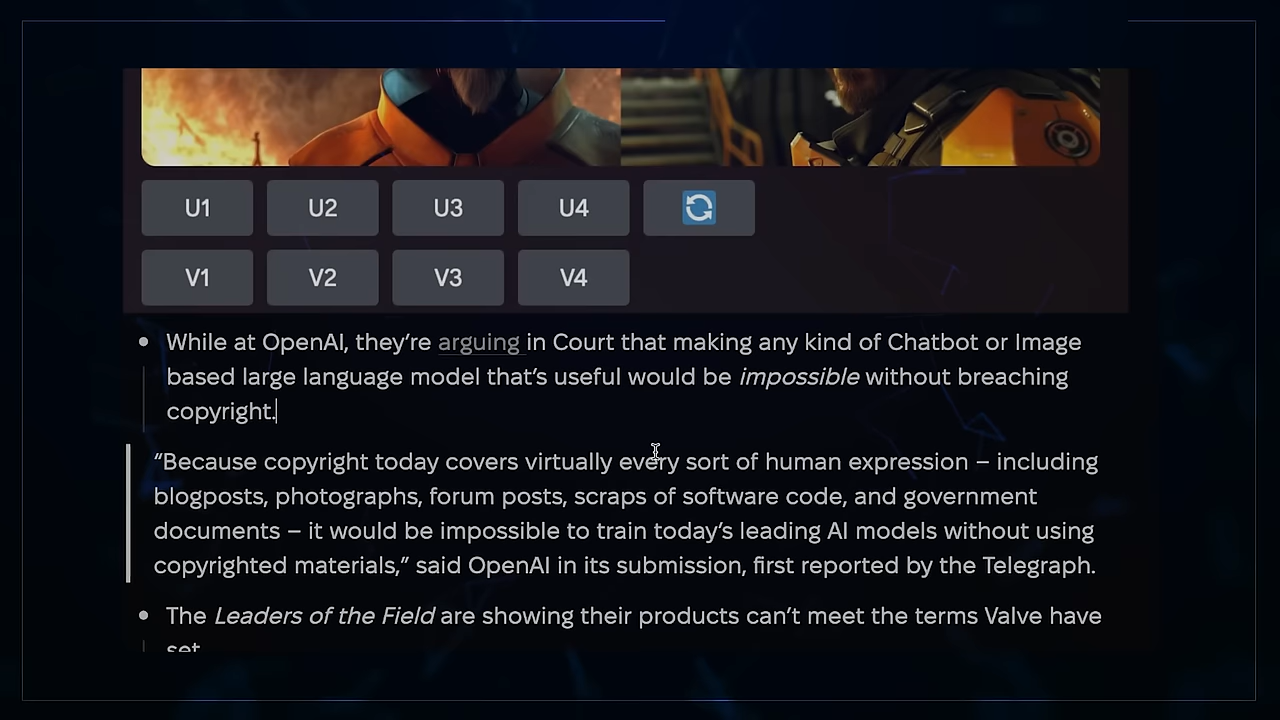 U1 U2 U3 U4
V1 V2 V3 V4
While at OpenAI, they’re arguing in Court that making any kind of Chatbot or Image
based large language model that’s useful would be impossible without breaching
copyright.
“Because copyright today covers virtually every sort of human expression – including
blogposts, photographs, forum posts, scraps of software code, and government
documents – it would be impossible to train today’s leading AI models without using
copyrighted materials,” said OpenAI in its submission, first reported by the Telegraph.
The Leaders of the Field are showing their products can’t meet the terms Valve have
set